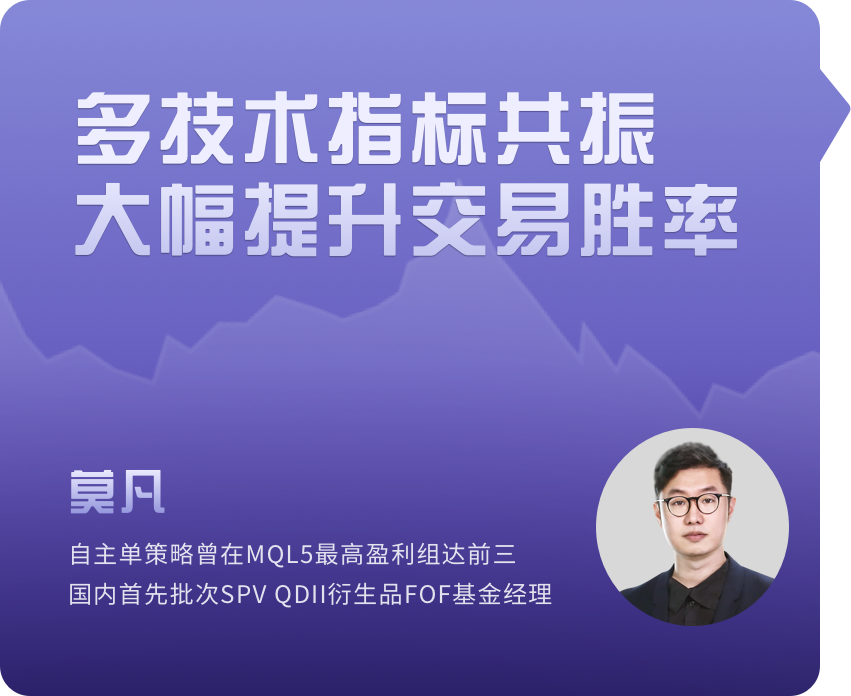 多技术指标共振
大幅提升交易胜率
莫凡
自主单策略曾在MQL5最高盈利组达前三
国内首先批次SPV QDII衍生品FOF基金经理